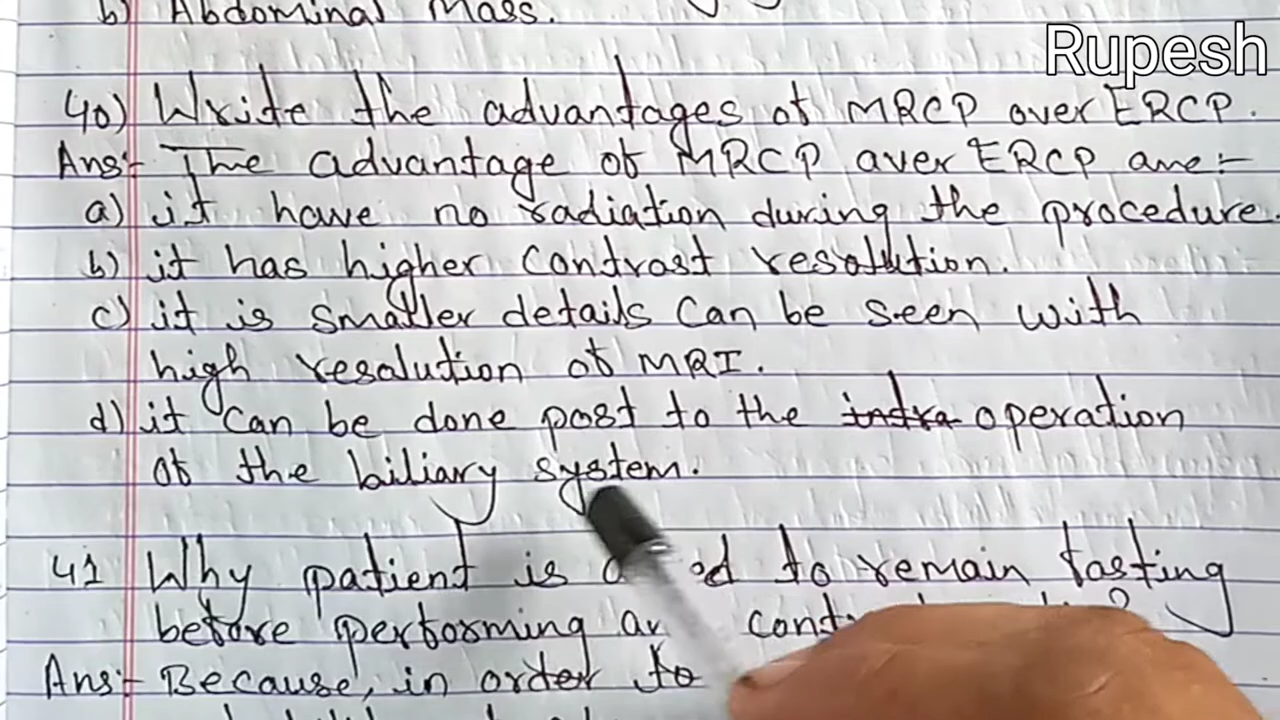 b) Abdominal Mass.
Rupesh
40) Write the advantages of MRCP over ERCP.
Ans:- The advantage of MRCP over ERCP are:-
a) it have no radiation during the procedure.
b) it has higher contrast resolution.
c) it is smaller details can be seen with
high resolution of MRI.
d) it can be done post to the intra operation
of the biliary system.
41 Why patient is to remain fasting
before performing
Ans:- Because, in order to